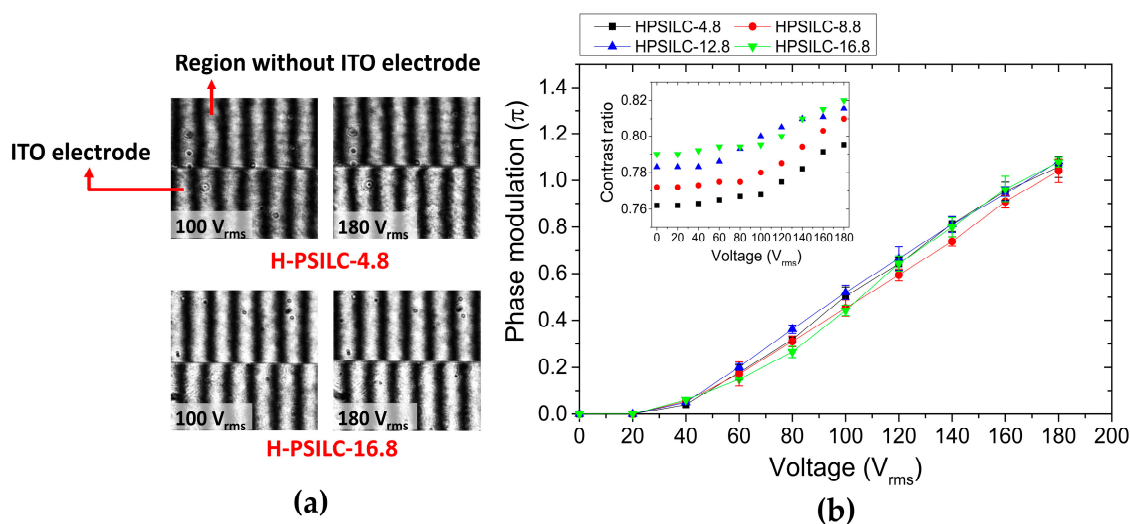 Region without ITO electrode
ITO electrode
100 Vrms
180 Vrms
H-PSILC-4.8
100 Vrms
180 Vrms
H-PSILC-16.8
(a)
HPSILC-4.8 HPSILC-8.8
HPSILC-12.8 HPSILC-16.8
Phase modulation (π)
1.4
1.2
1.0
0.8
0.6
0.4
0.2
0.0
0 20 40 60 80 100 120 140 160 180 200
Voltage (Vrms)
Contrast ratio
0.82
0.80
0.78
0.76
0 20 40 60 80 100 120 140 160 180
Voltage (Vrms)
(b)